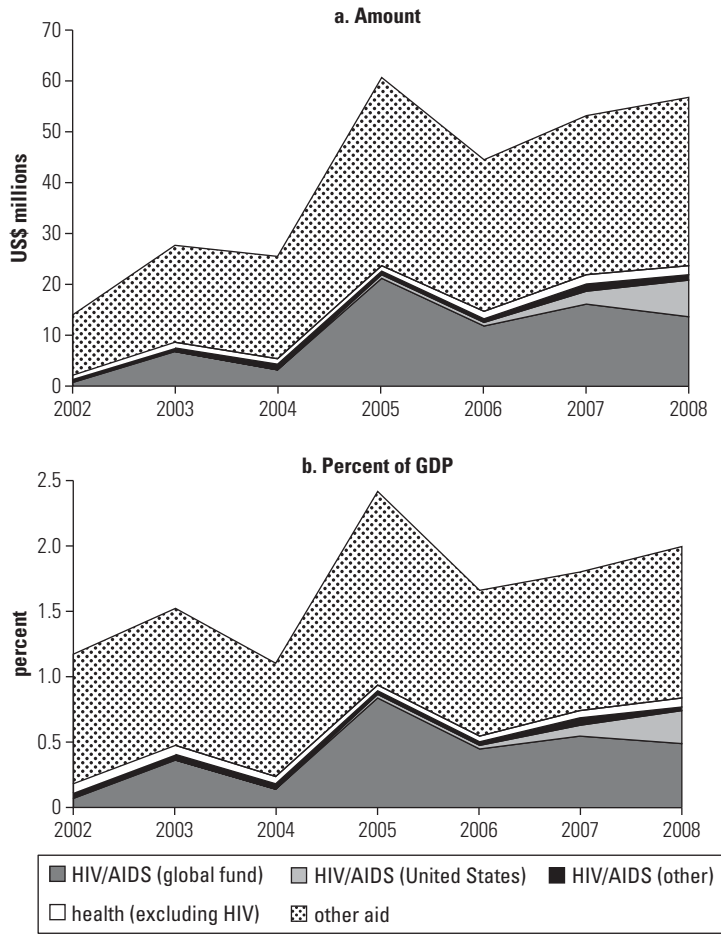 a. Amount
70
60
50
40
30
20
10
0
US$ millions
2002 2003 2004 2005 2006 2007 2008
b. Percent of GDP
2.5
2.0
1.5
1.0
0.5
0
percent
2002 2003 2004 2005 2006 2007 2008
HIV/AIDS (global fund) HIV/AIDS (United States) HIV/AIDS (other)
health (excluding HIV) other aid